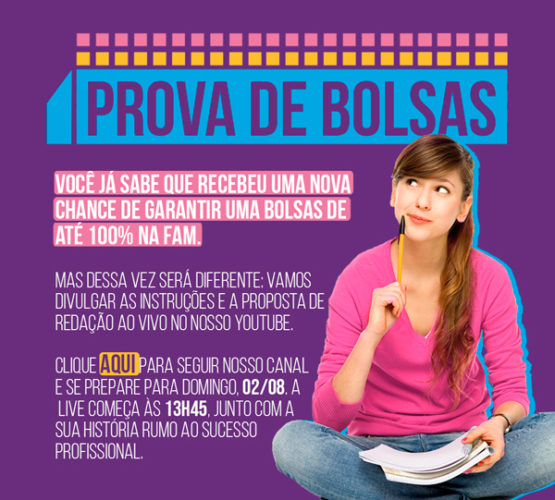 PROVA DE BOLSAS
VOCÊ JÁ SABE QUE RECEBEU UMA NOVA
CHANCE DE GARANTIR UMA BOLSAS DE
ATÉ 100% NA FAM.
MAS DESSA VEZ SERÁ DIFERENTE: VAMOS
DIVULGAR AS INSTRUÇÕES E A PROPOSTA DE
REDAÇÃO AO VIVO NO NOSSO YOUTUBE.
CLIQUE AQUI PARA SEGUIR NOSSO CANAL
E SE PREPARE PARA DOMINGO, 02/08. A
LIVE COMEÇA ÀS 13H45, JUNTO COM A
SUA HISTÓRIA RUMO AO SUCESSO
PROFISSIONAL.